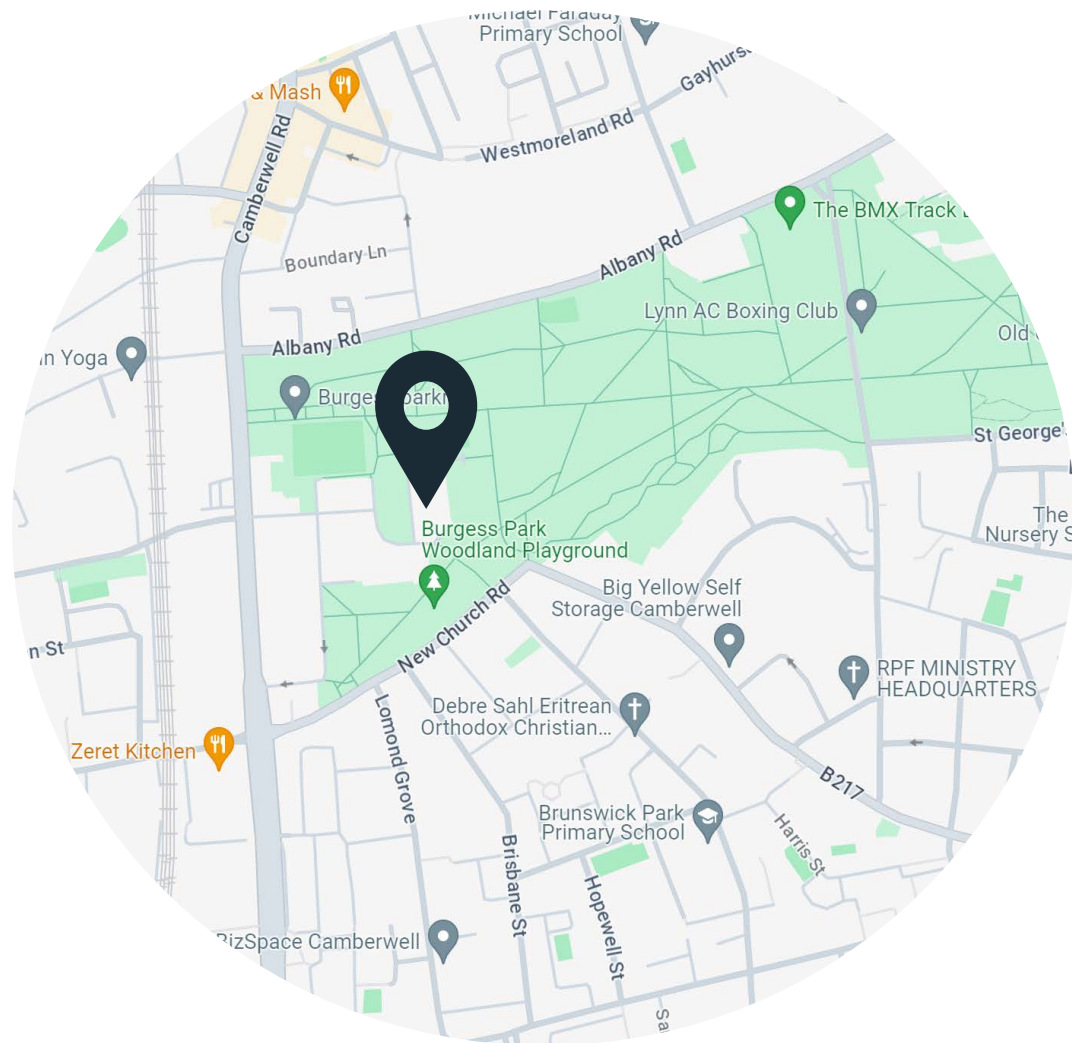 Michael Faraday
Primary School
& Mash
Camberwell Rd
Westmoreland Rd
Boundary Ln
Albany Rd
The BMX Track
Lynn AC Boxing Club
Old
Albany Rd
Yoga
St George's
Burgess Park
Woodland Playground
The
Nursery
New Church Rd
Big Yellow Self
Storage Camberwell
n St
RPF MINISTRY
HEADQUARTERS
Debre Sahl Eritrean
Orthodox Christian...
Lomond Grove
Zeret Kitchen
B217
Brunswick Park
Primary School
Harris St
Brisbane St
Hopewell St
BizSpace Camberwell